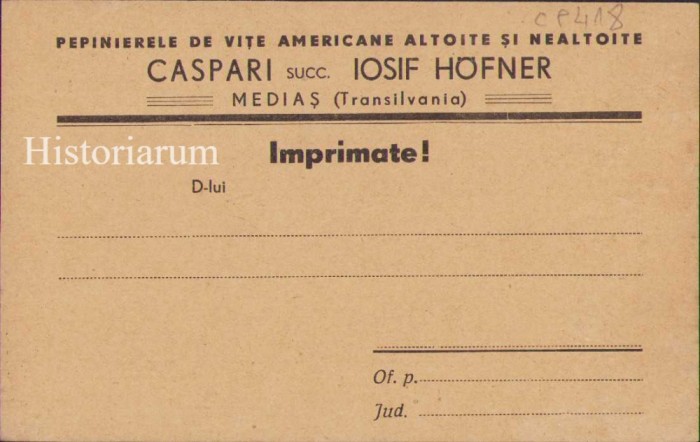 CP418
PEPINIERELE DE VIȚE AMERICANE ALTOITE ȘI NEALTOITE
CASPARI SUCC. IOSIF HÖFNER
MEDIAȘ (Transilvania)
Historiarum
Imprimate!
D-lui
Of. p.
Jud.